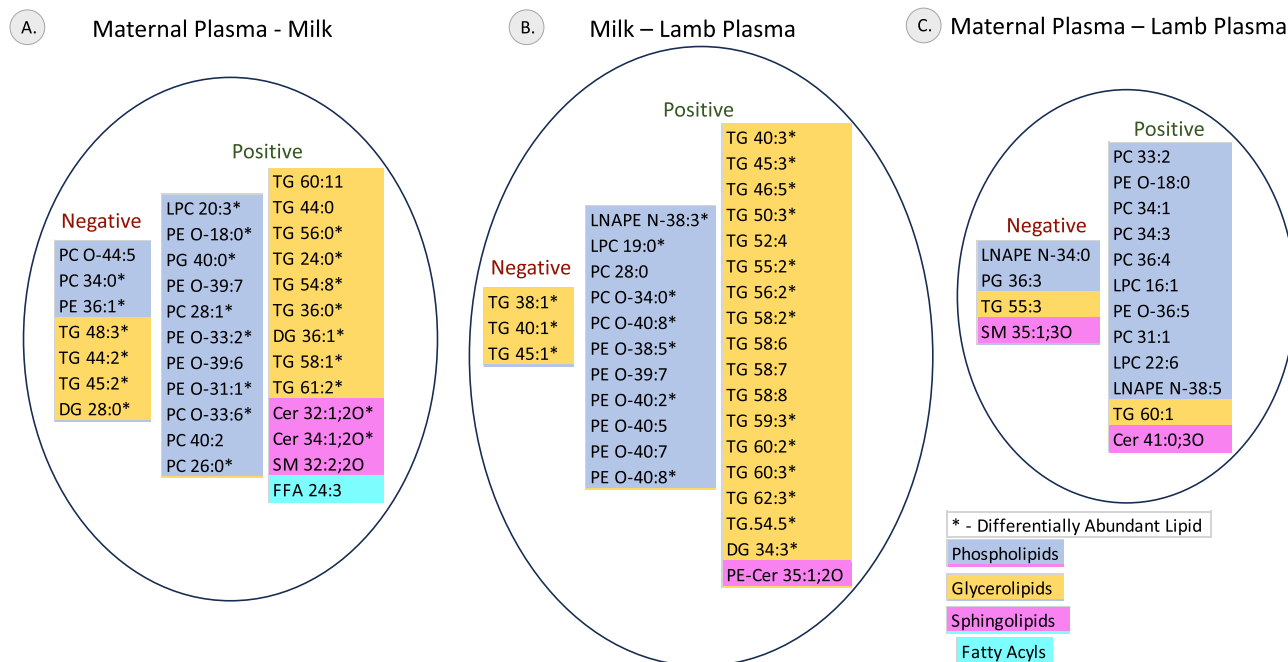 A.
Maternal Plasma - Milk
Negative
PC O-44:5
PC 34:0*
PE 36:1*
TG 48:3*
TG 44:2*
TG 45:2*
DG 28:0*
Positive
LPC 20:3*
PE O-18:0*
PG 40:0*
PE O-39:7
PC 28:1*
PE O-33:2*
PE O-39:6
PE O-31:1*
PC O-33:6*
PC 40:2
PC 26:0*
TG 60:11
TG 44:0
TG 56:0*
TG 24:0*
TG 54:8*
TG 36:0*
DG 36:1*
TG 58:1*
TG 61:2*
Cer 32:1;2O*
Cer 34:1;2O*
SM 32:2;2O
FFA 24:3
B.
Milk – Lamb Plasma
Negative
TG 38:1*
TG 40:1*
TG 45:1*
Positive
LNAPE N-38:3*
LPC 19:0*
PC 28:0
PC O-34:0*
PC O-40:8*
PE O-38:5*
PE O-39:7
PE O-40:2*
PE O-40:5
PE O-40:7
PE O-40:8*
TG 40:3*
TG 45:3*
TG 46:5*
TG 50:3*
TG 52:4
TG 55:2*
TG 56:2*
TG 58:2*
TG 58:6
TG 58:7
TG 58:8
TG 59:3*
TG 60:2*
TG 60:3*
TG 62:3*
TG.54.5*
DG 34:3*
PE-Cer 35:1;2O
C.
Maternal Plasma – Lamb Plasma
Negative
LNAPE N-34:0
PG 36:3
TG 55:3
SM 35:1;3O
Positive
PC 33:2
PE O-18:0
PC 34:1
PC 34:3
PC 36:4
LPC 16:1
PE O-36:5
PC 31:1
LPC 22:6
LNAPE N-38:5
TG 60:1
Cer 41:0;3O
* - Differentially Abundant Lipid
Phospholipids
Glycerolipids
Sphingolipids
Fatty Acyls